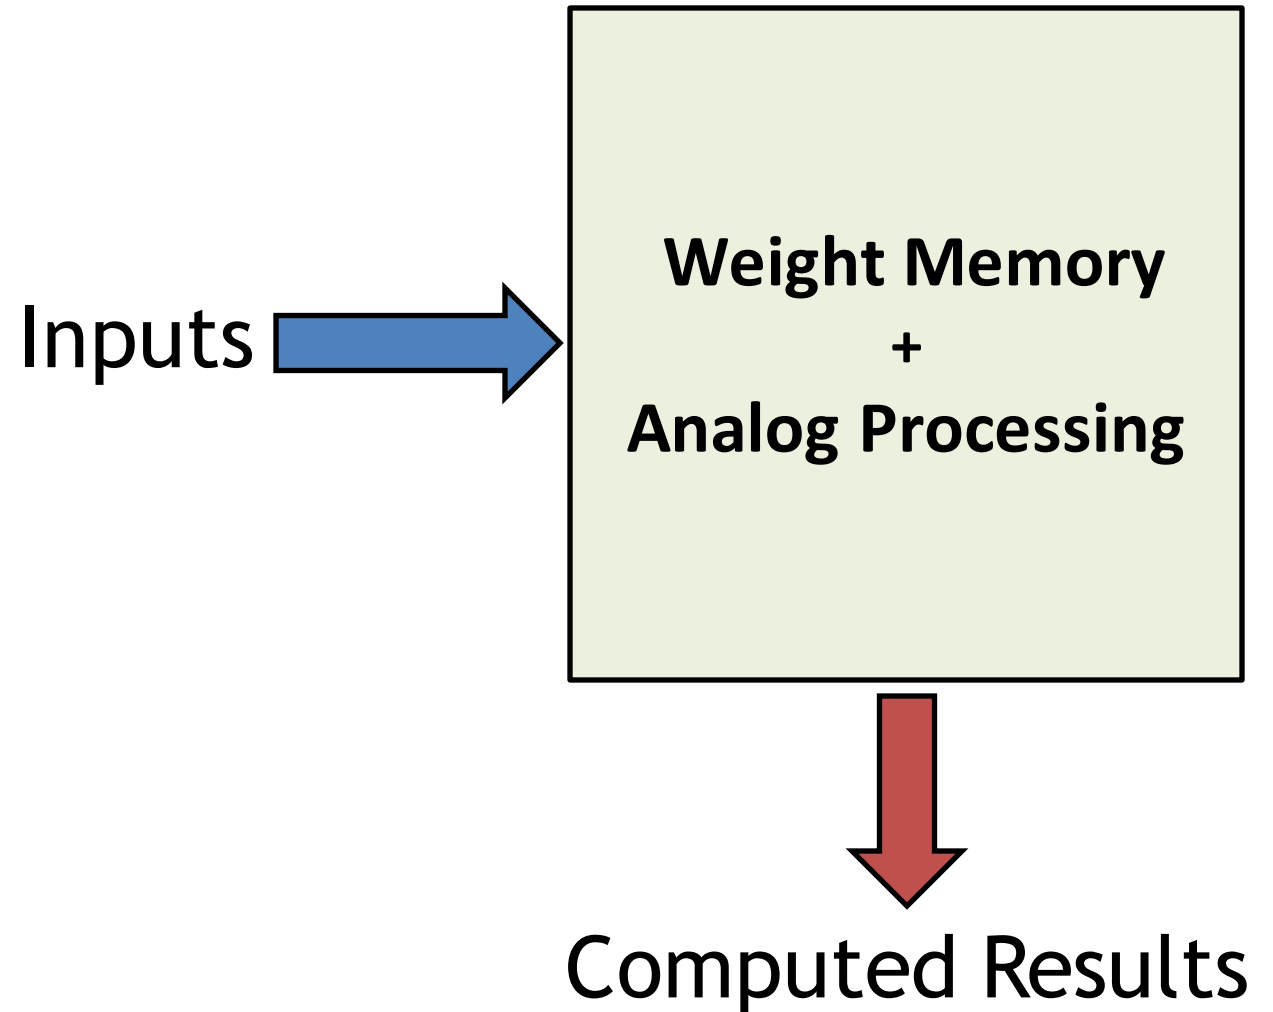 Inputs
Weight Memory
+
Analog Processing
Computed Results